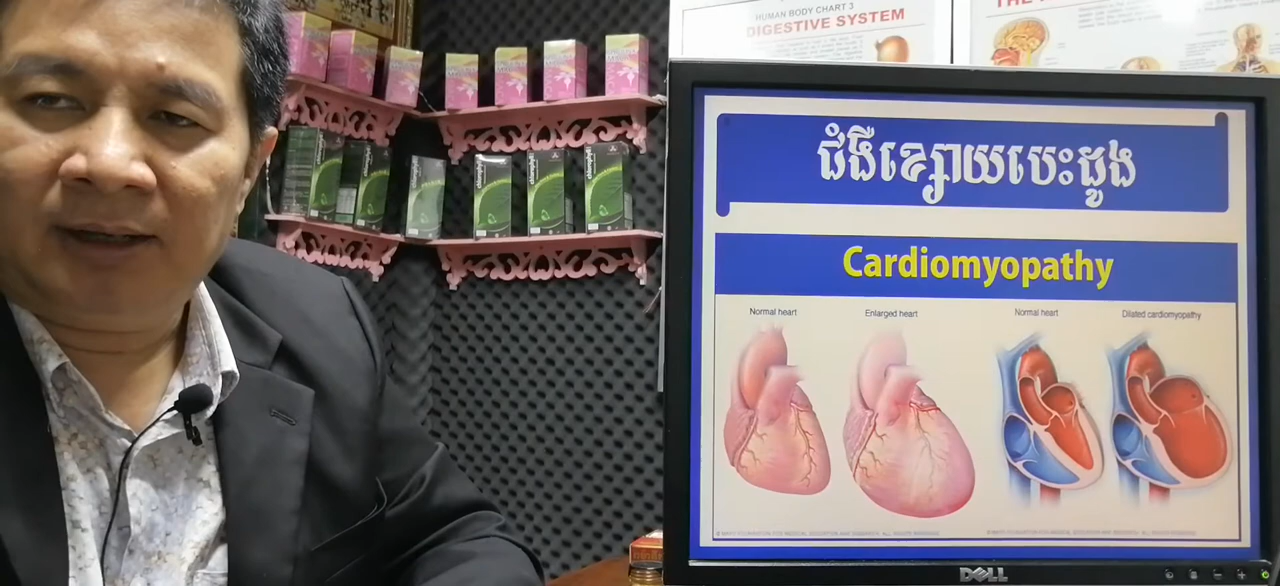 HUMAN BODY CHART 3
DIGESTIVE SYSTEM
ជំងឺខ្សោយបេះដូង
Cardiomyopathy
Normal heart
Enlarged heart
Normal heart
Dilated cardiomyopathy
DELL